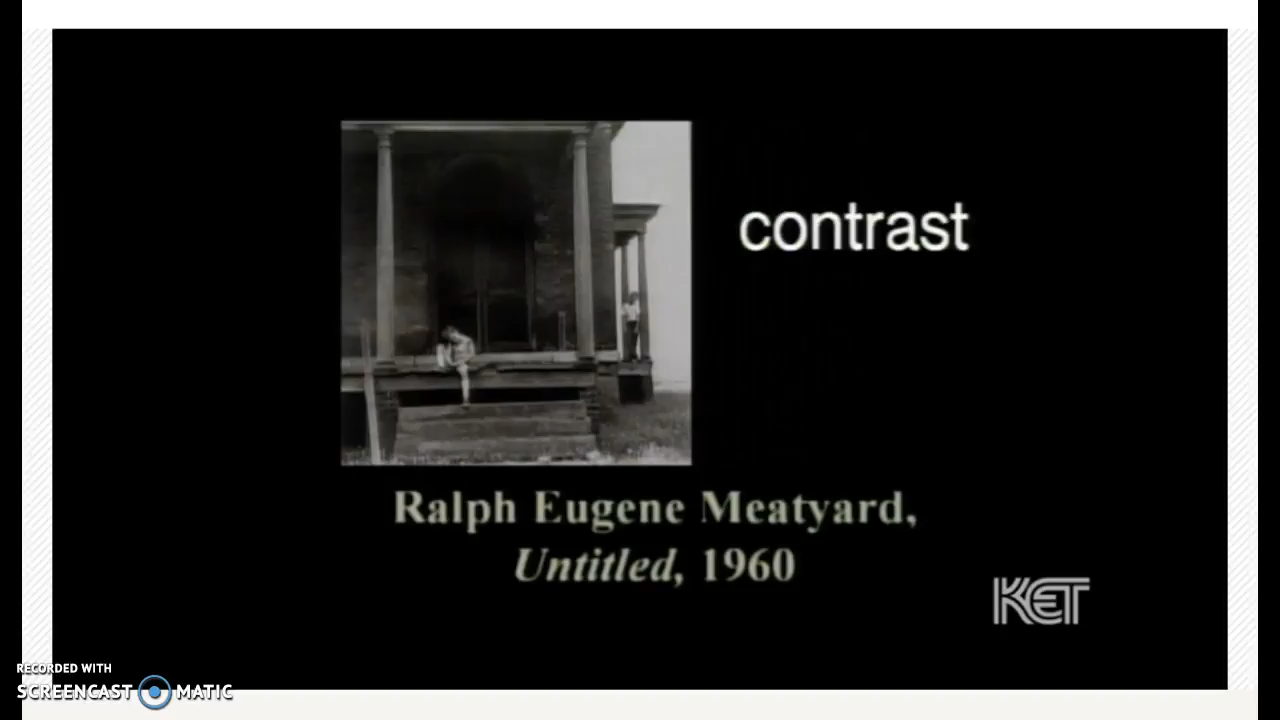 contrast
Ralph Eugene Meatyard,
Untitled, 1960
KET
RECORDED WITH
SCREENCAST MATIC